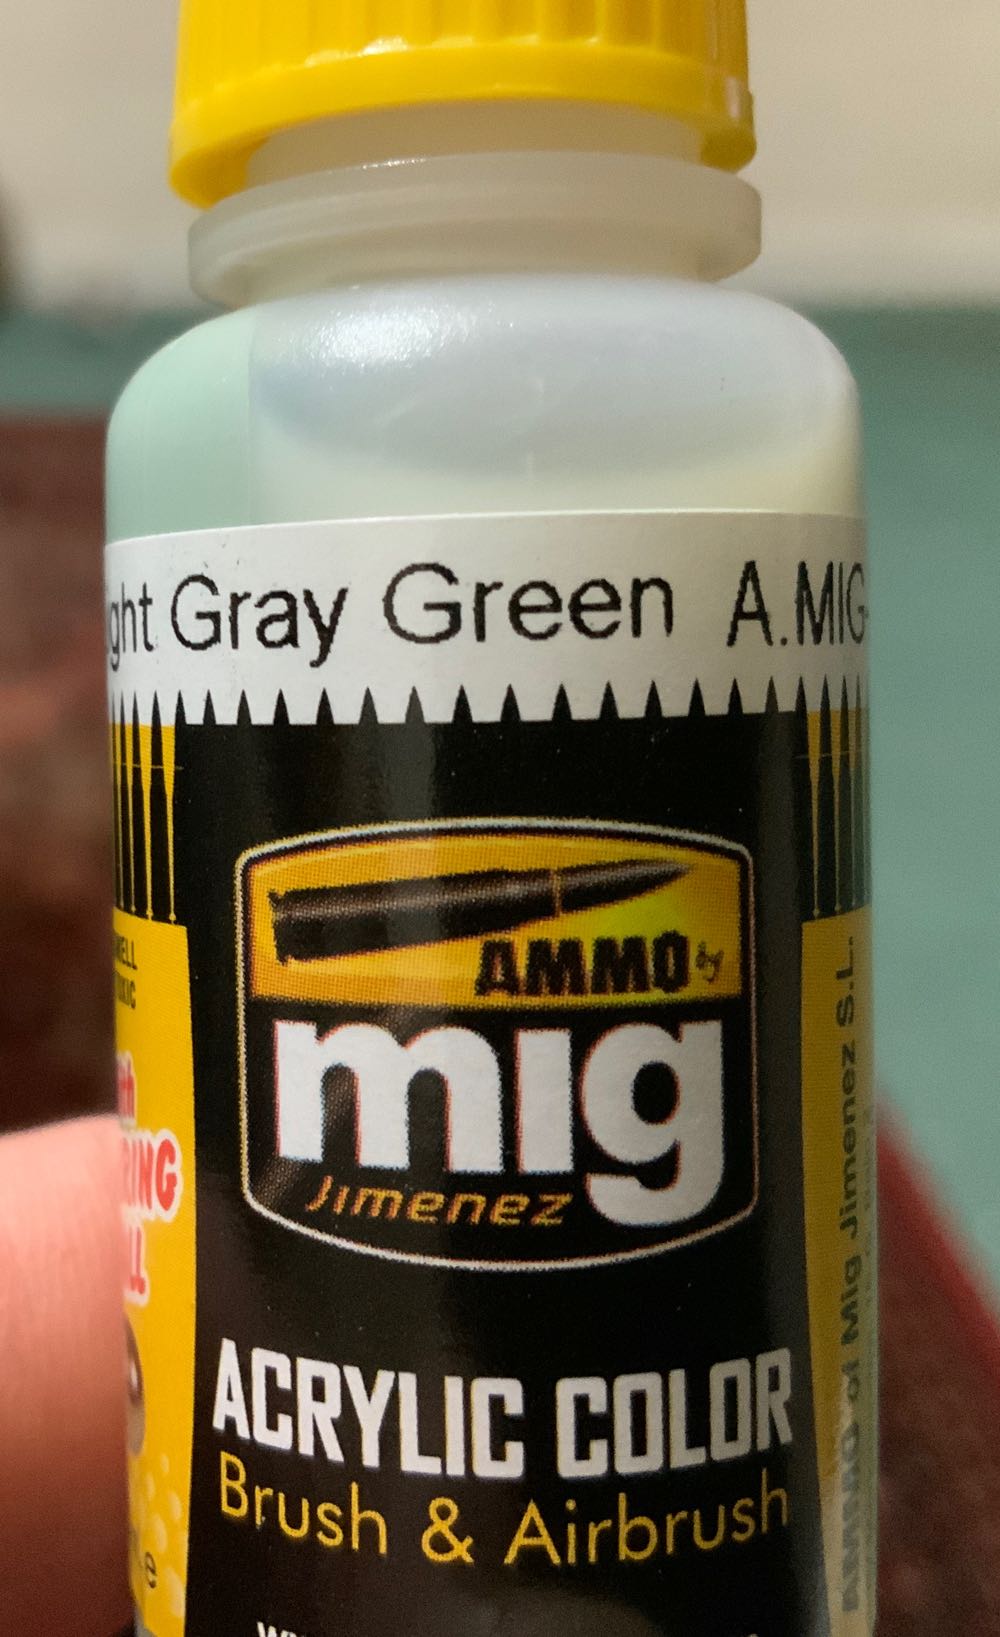 ght Gray Green A.MIG-
AMMO by
mig
Jimenez
ACRYLIC COLOR
Brush & Airbrush
AMMO of Mig Jimenez S.L.